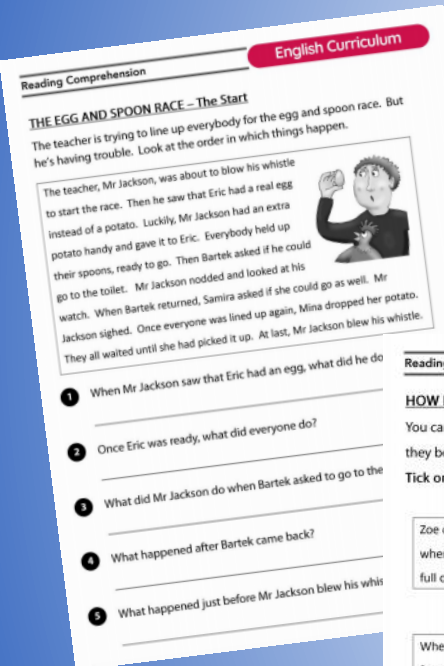 English Curriculum
Reading Comprehension
THE EGG AND SPOON RACE – The Start
The teacher is trying to line up everybody for the egg and spoon race. But
he's having trouble. Look at the order in which things happen.
The teacher, Mr Jackson, was about to blow his whistle
to start the race. Then he saw that Eric had a real egg
instead of a potato. Luckily, Mr Jackson had an extra
potato handy and gave it to Eric. Everybody held up
their spoons, ready to go. Then Bartek asked if he could
go to the toilet. Mr Jackson nodded and looked at his
watch. When Bartek returned, Samira asked if she could go as well. Mr
Jackson sighed. Once everyone was lined up again, Mina dropped her potato.
They all waited until she had picked it up. At last, Mr Jackson blew his whistle.
1 When Mr Jackson saw that Eric had an egg, what did he do
2 Once Eric was ready, what did everyone do?
3 What did Mr Jackson do when Bartek asked to go to the
4 What happened after Bartek came back?
5 What happened just before Mr Jackson blew his whis
Reading
HOW
You ca
they b
Tick or
Zoe
whe
full
Whe